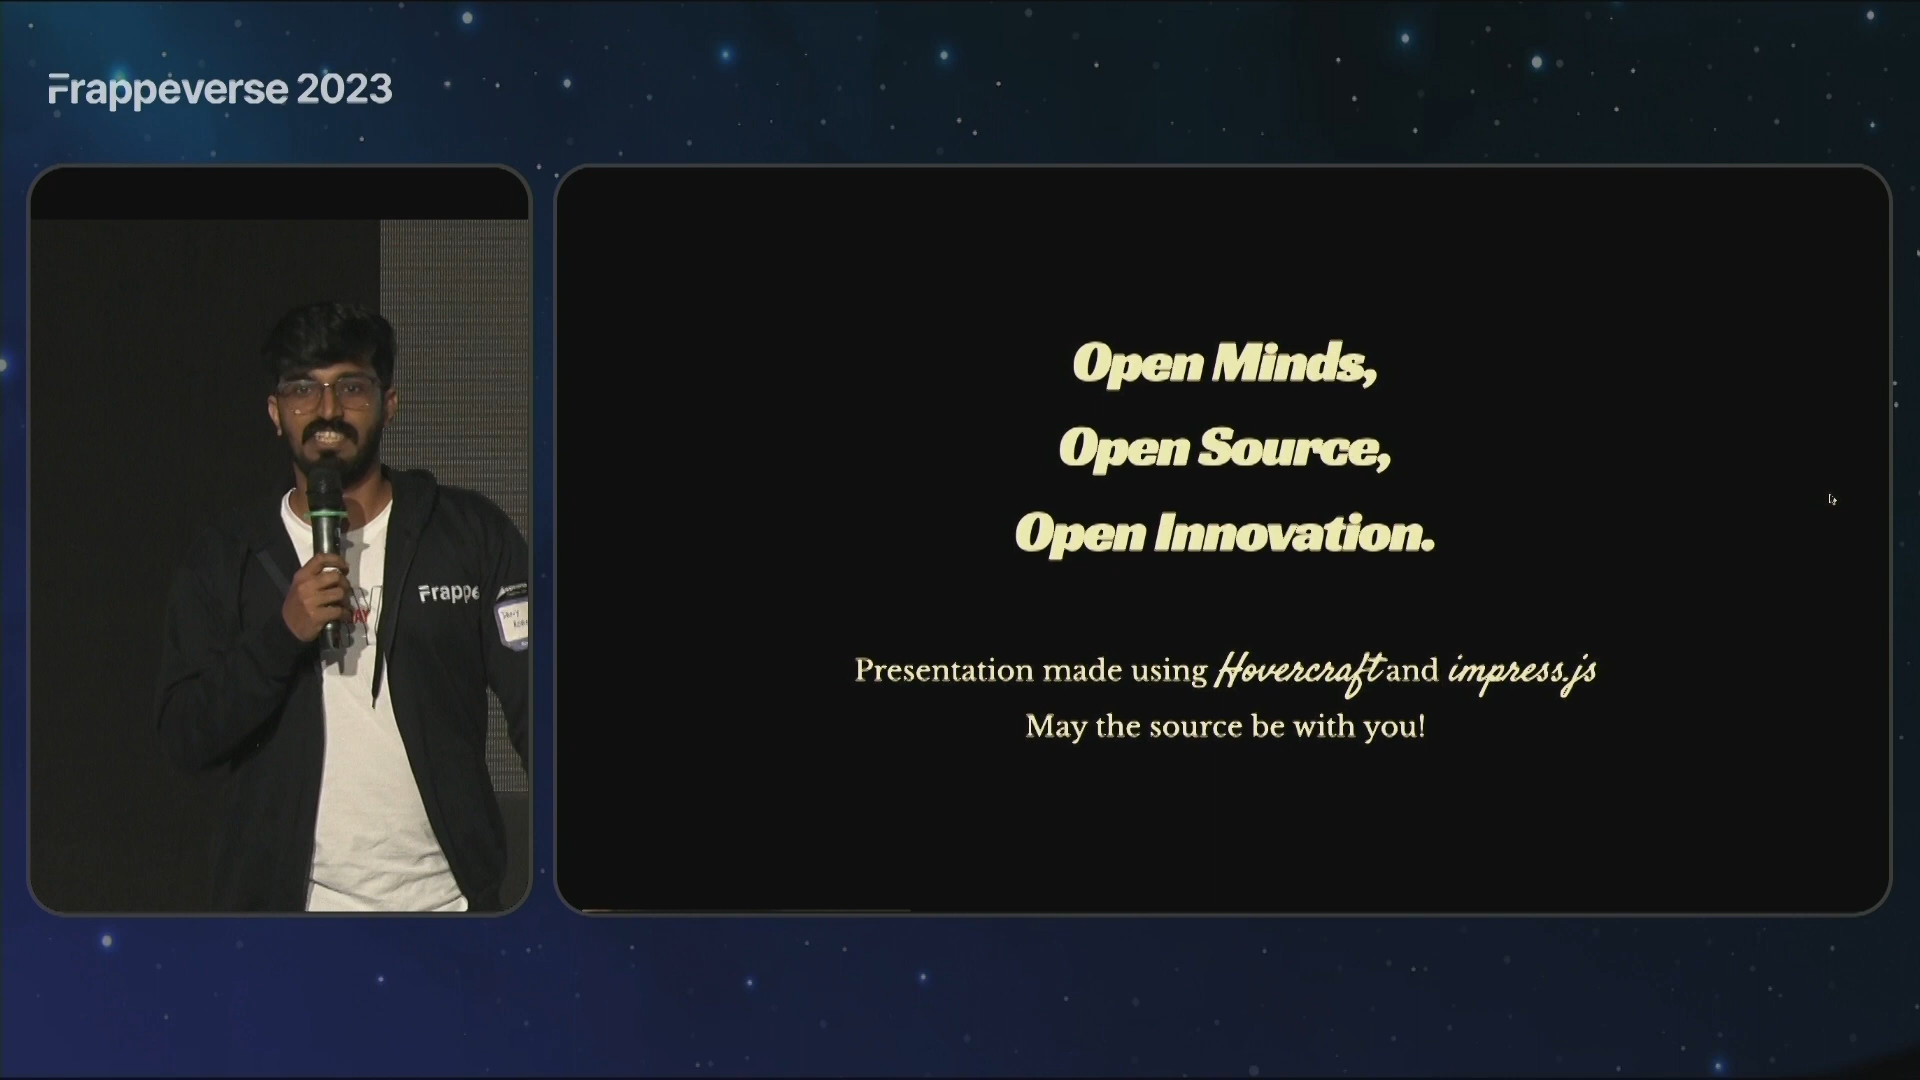 Frappeverse 2023
Open Minds,
Open Source,
Open Innovation.
Frappe
Presentation made using Hovercraft and impress.js
May the source be with you!